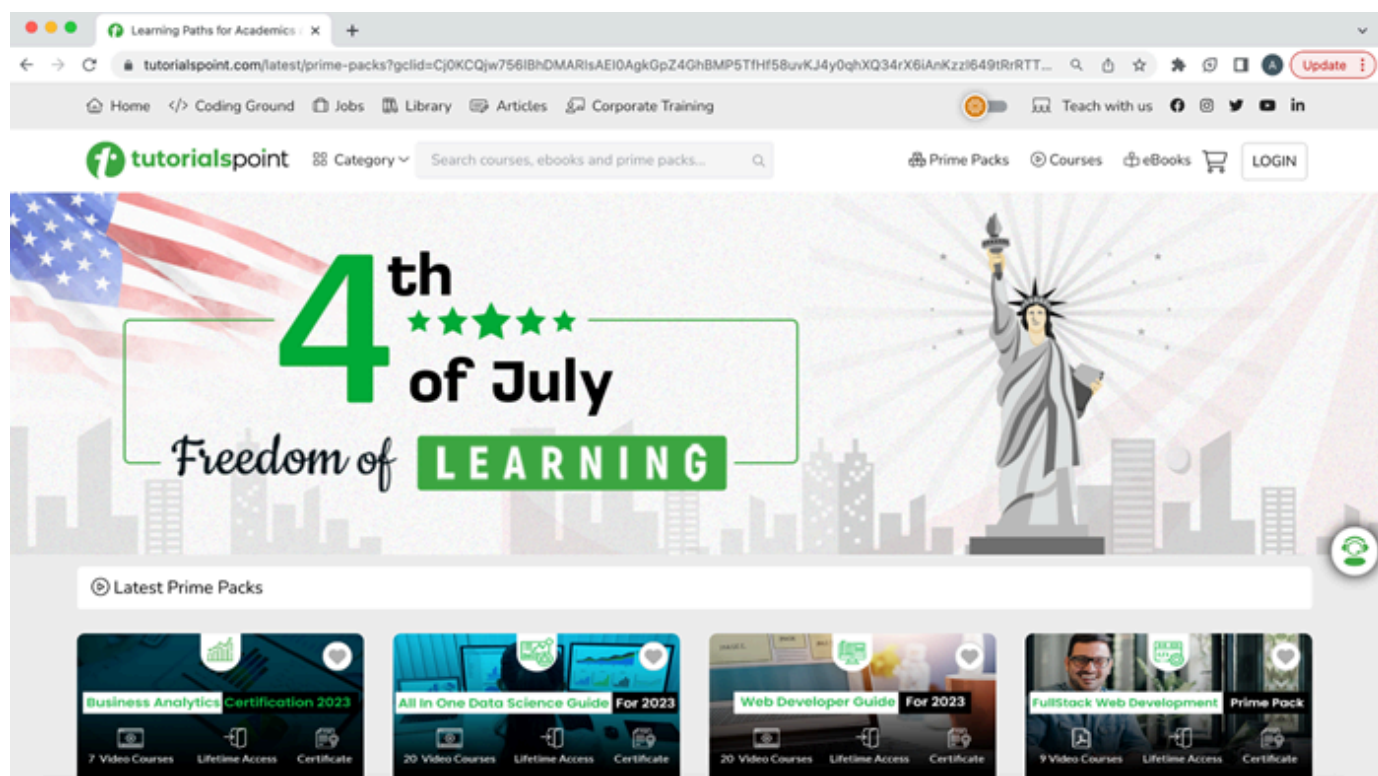 Learning Paths for Academics
tutorialspoint.com/latest/prime-packs?gclid=Cj0KCQjw756lBhDMARIsAEI0AgkGpZ4GhBMP5TfHf58uvKJ4y0qhXQ34rX6iAnKzzl649tRrRTT...
Update
Home </> Coding Ground Jobs Library Articles Corporate Training Teach with us
tutorialspoint Category Search courses, ebooks and prime packs... Prime Packs Courses eBooks LOGIN
4th
of July
Freedom of LEARNING
Latest Prime Packs
Business Analytics Certification 2023 All In One Data Science Guide For 2023 Web Developer Guide For 2023 FullStack Web Development Prime Pack
7 Video Courses Lifetime Access Certificate 20 Video Courses Lifetime Access Certificate 20 Video Courses Lifetime Access Certificate 9 Video Courses Lifetime Access Certificate